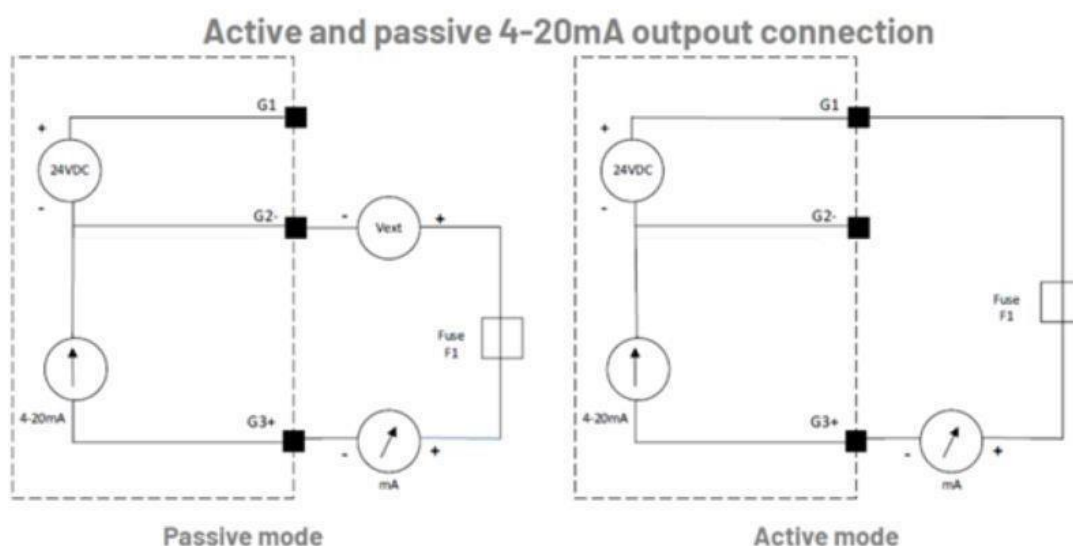 Active and passive 4-20mA outpout connection
G1
+
24VDC
-
G2-
-
Vext
+
Fuse
F1
4-20mA
G3+
-
+
mA
Passive mode
G1
+
24VDC
-
G2-
Fuse
F1
4-20mA
G3+
-
+
mA
Active mode